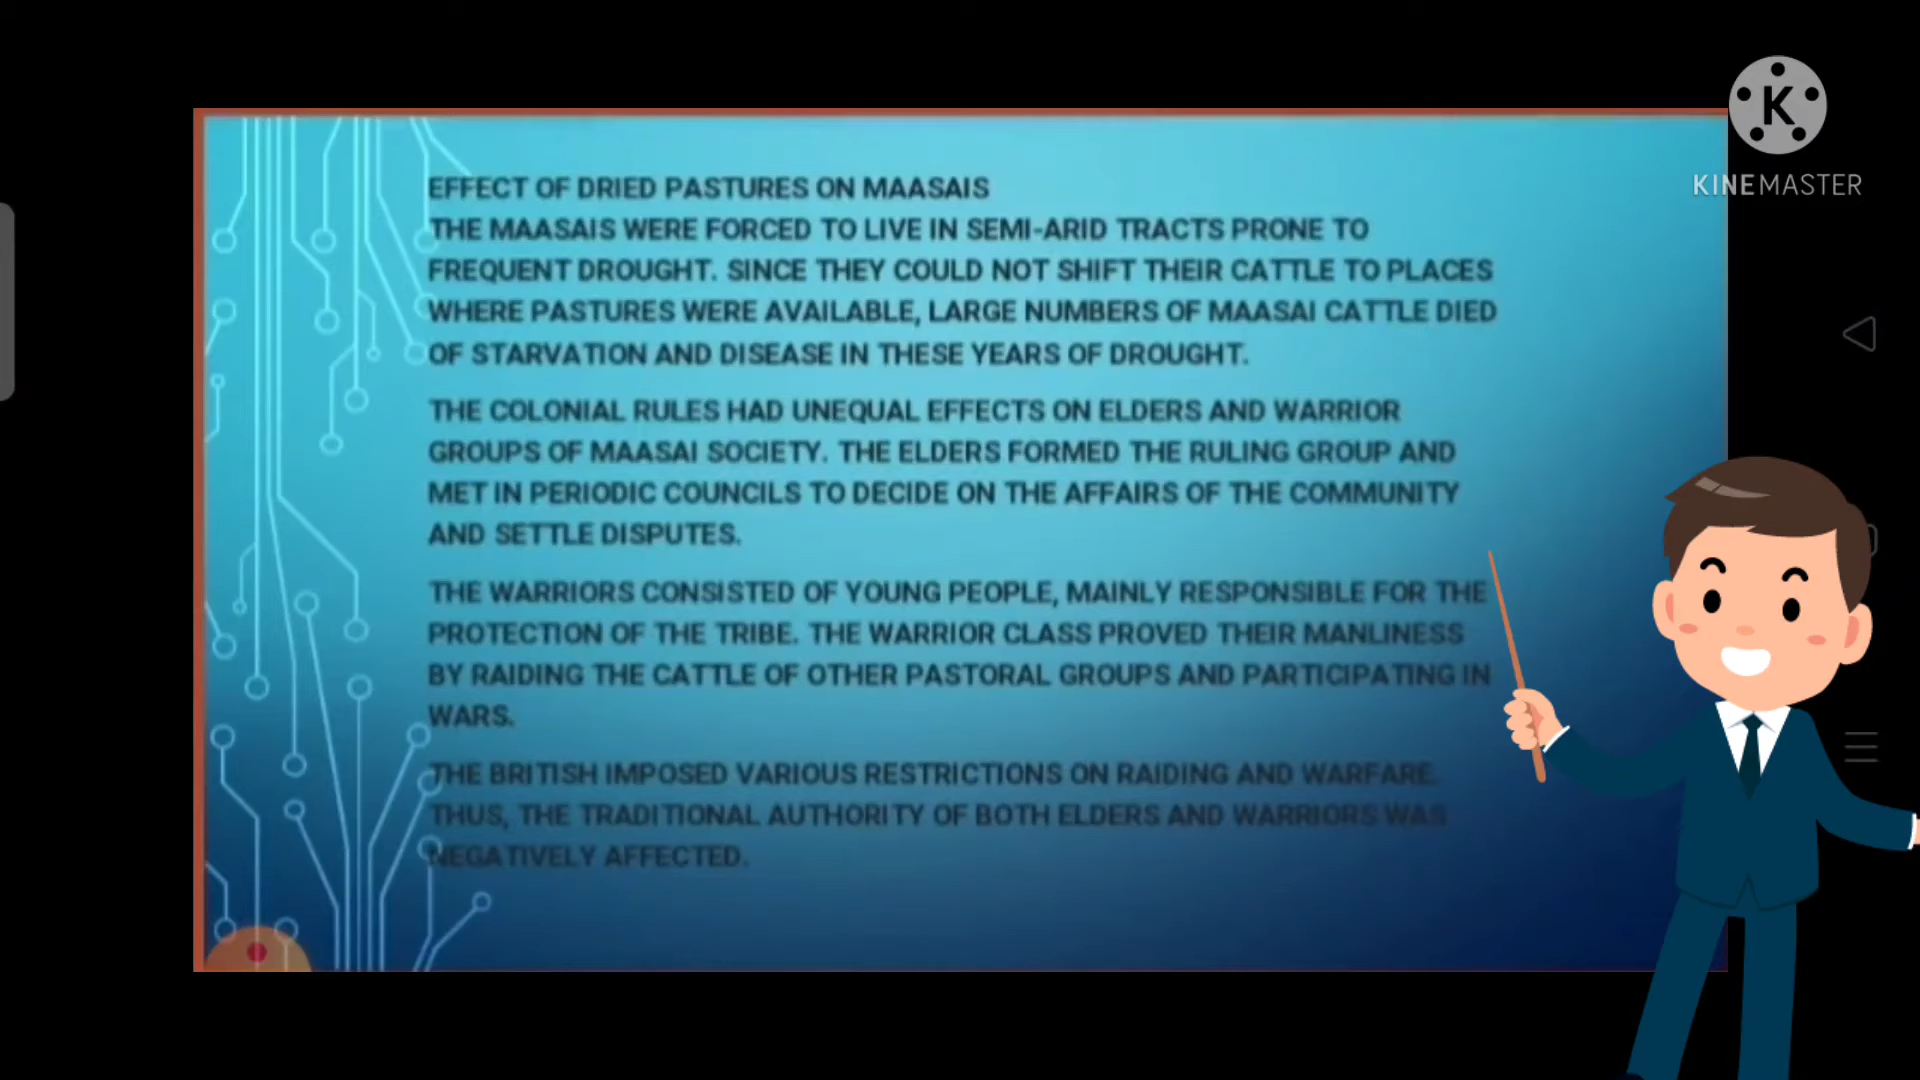 K
KINEMASTER
EFFECT OF DRIED PASTURES ON MAASAIS
THE MAASAIS WERE FORCED TO LIVE IN SEMI-ARID TRACTS PRONE TO
FREQUENT DROUGHT. SINCE THEY COULD NOT SHIFT THEIR CATTLE TO PLACES
WHERE PASTURES WERE AVAILABLE, LARGE NUMBERS OF MAASAI CATTLE DIED
OF STARVATION AND DISEASE IN THESE YEARS OF DROUGHT.
THE COLONIAL RULES HAD UNEQUAL EFFECTS ON ELDERS AND WARRIOR
GROUPS OF MAASAI SOCIETY. THE ELDERS FORMED THE RULING GROUP AND
MET IN PERIODIC COUNCILS TO DECIDE ON THE AFFAIRS OF THE COMMUNITY
AND SETTLE DISPUTES.
THE WARRIORS CONSISTED OF YOUNG PEOPLE, MAINLY RESPONSIBLE FOR THE
PROTECTION OF THE TRIBE. THE WARRIOR CLASS PROVED THEIR MANLINESS
BY RAIDING THE CATTLE OF OTHER PASTORAL GROUPS AND PARTICIPATING IN
WARS.
THE BRITISH IMPOSED VARIOUS RESTRICTIONS ON RAIDING AND WARFARE.
THUS, THE TRADITIONAL AUTHORITY OF BOTH ELDERS AND WARRIORS WAS
NEGATIVELY AFFECTED.